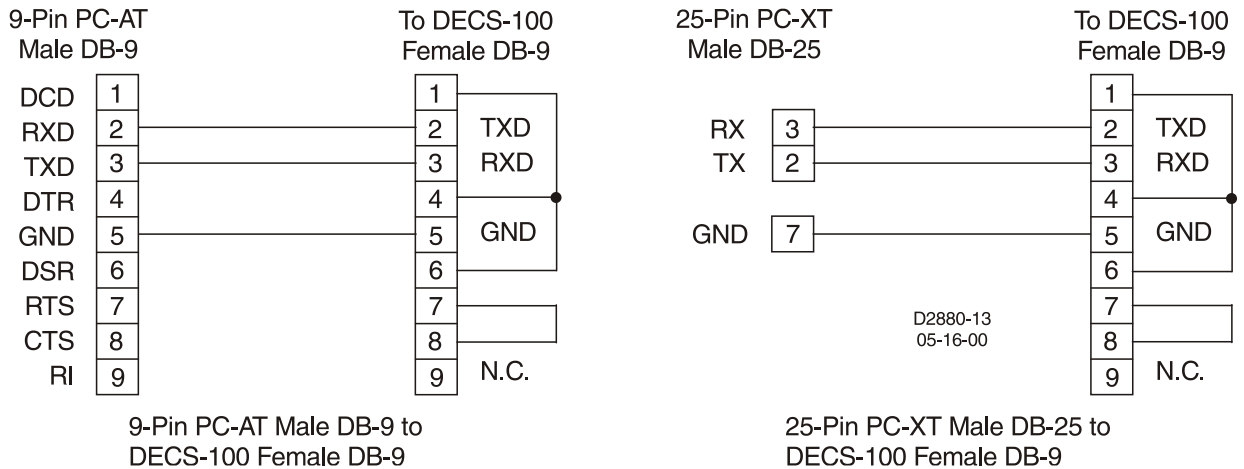 9-Pin PC-AT
Male DB-9
To DECS-100
Female DB-9
DCD 1
RXD 2
TXD 3
DTR 4
GND 5
DSR 6
RTS 7
CTS 8
RI 9
1
2 TXD
3 RXD
4
5 GND
6
7
8
9 N.C.
9-Pin PC-AT Male DB-9 to
DECS-100 Female DB-9
25-Pin PC-XT
Male DB-25
To DECS-100
Female DB-9
RX 3
TX 2
GND 7
1
2 TXD
3 RXD
4
5 GND
6
7
8
9 N.C.
D2880-13
05-16-00
25-Pin PC-XT Male DB-25 to
DECS-100 Female DB-9